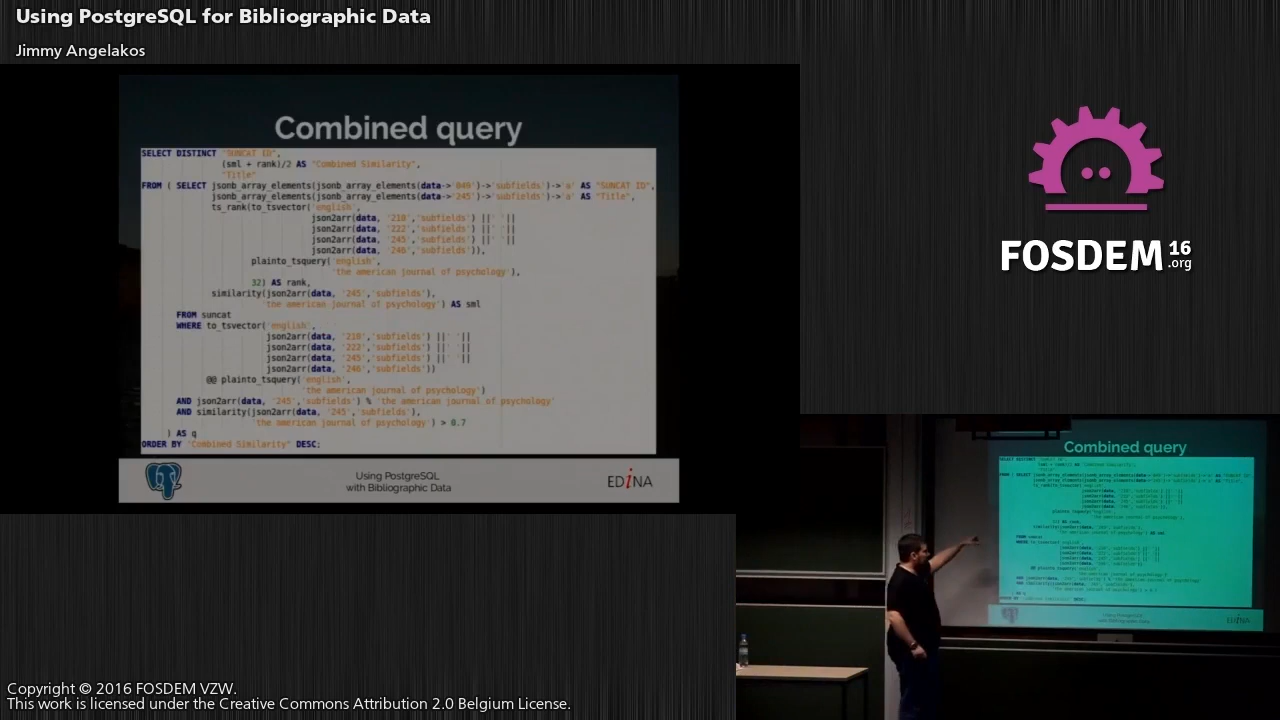 Using PostgreSQL for Bibliographic Data
Jimmy Angelakos
Combined query
SELECT DISTINCT "SUNCAT ID",
(sml + rank)/2 AS "Combined Similarity",
"Title"
FROM ( SELECT jsonb_array_elements(jsonb_array_elements(data->'049')->'subfields')->'a' AS "SUNCAT ID",
jsonb_array_elements(jsonb_array_elements(data->'245')->'subfields')->'a' AS "Title",
ts_rank(to_tsvector('english',
json2arr(data, '210','subfields') ||' '||
json2arr(data, '222','subfields') ||' '||
json2arr(data, '245','subfields') ||' '||
json2arr(data, '246','subfields')),
plainto_tsquery('english',
'the american journal of psychology'),
32) AS rank,
similarity(json2arr(data, '245','subfields'),
'the american journal of psychology') AS sml
FROM suncat
WHERE to_tsvector('english',
json2arr(data, '210','subfields') ||' '||
json2arr(data, '222','subfields') ||' '||
json2arr(data, '245','subfields') ||' '||
json2arr(data, '246','subfields'))
@@ plainto_tsquery('english',
'the american journal of psychology')
AND json2arr(data, '245','subfields') % 'the american journal of psychology'
AND similarity(json2arr(data, '245','subfields'),
'the american journal of psychology') > 0.7
) AS q
ORDER BY "Combined Similarity" DESC;
Using PostgreSQL
with Bibliographic Data
EDINA
FOSDEM 16
.org
Combined query
EDINA
Copyright © 2016 FOSDEM VZW.
This work is licensed under the Creative Commons Attribution 2.0 Belgium License.